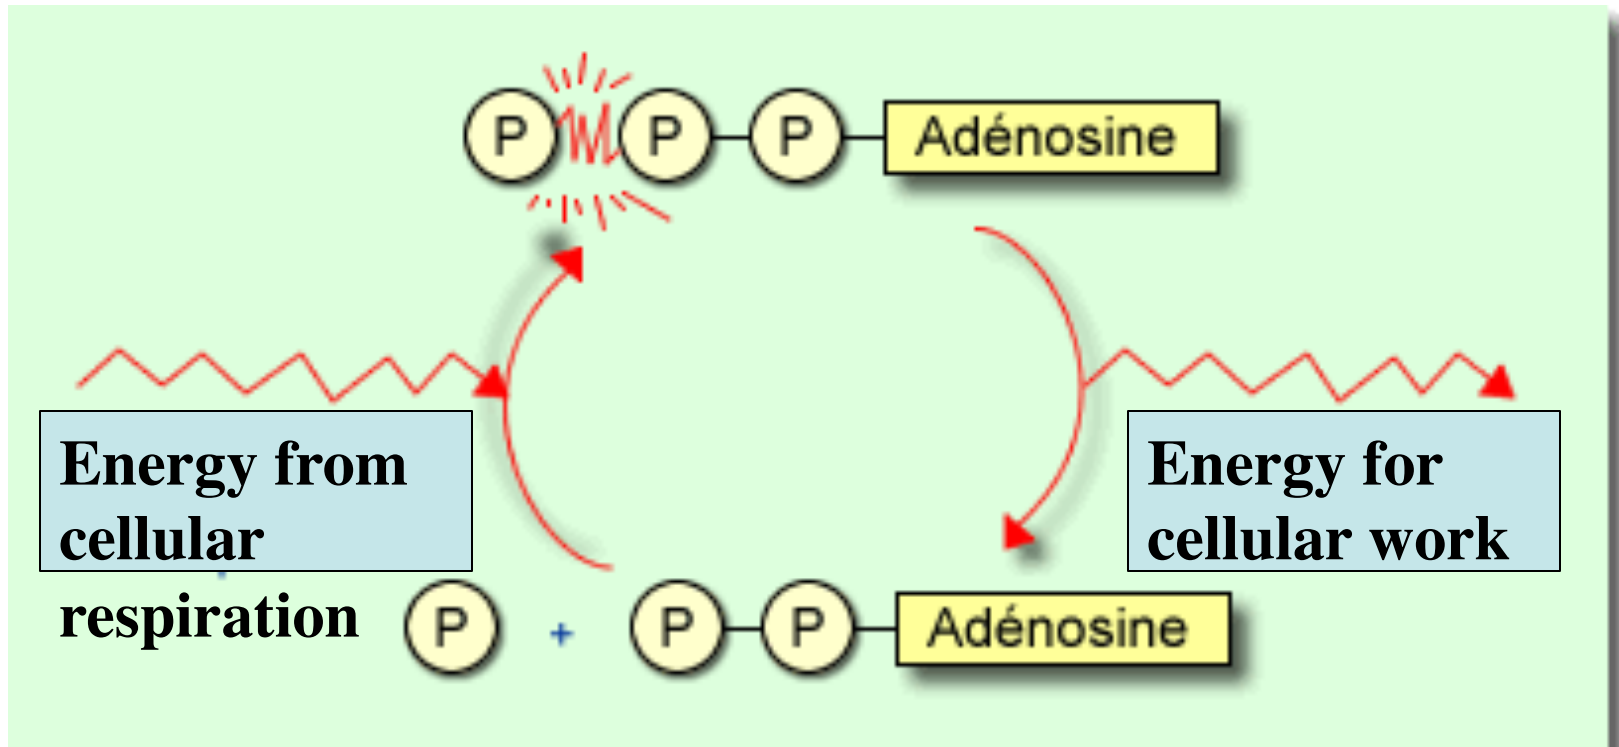 P P P Adénosine
Energy from
cellular
respiration
Energy for
cellular work
P + P P Adénosine